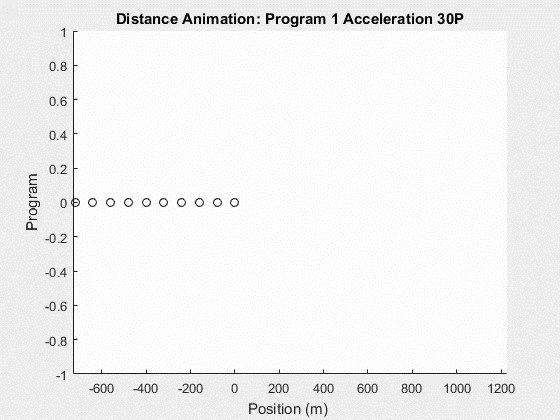 Distance Animation: Program 1 Acceleration 30P
1
0.8
0.6
0.4
0.2
0
-0.2
-0.4
-0.6
-0.8
-1
Program
-600 -400 -200 0 200 400 600 800 1000 1200
Position (m)